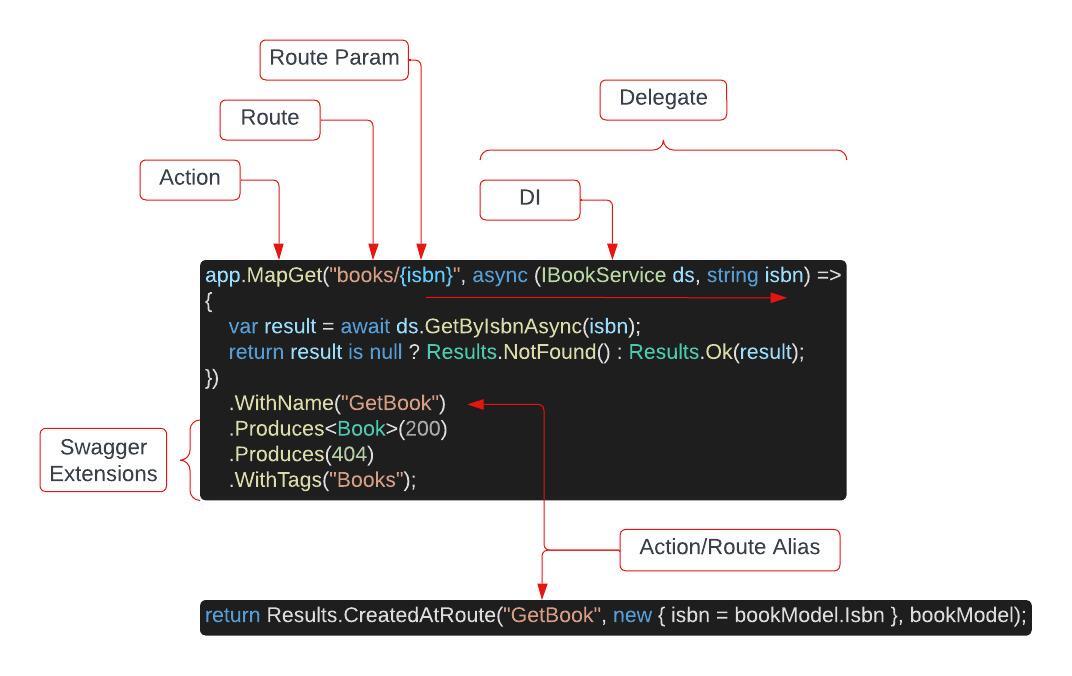 Route Param
Delegate
Route
Action
DI
app.MapGet("books/{isbn}", async (IBookService ds, string isbn) =>
{
var result = await ds.GetByIsbnAsync(isbn);
return result is null ? Results.NotFound() : Results.Ok(result);
})
.WithName("GetBook")
.Produces<Book>(200)
.Produces(404)
.WithTags("Books");
Swagger
Extensions
Action/Route Alias
return Results.CreatedAtRoute("GetBook", new { isbn = bookModel.Isbn }, bookModel);